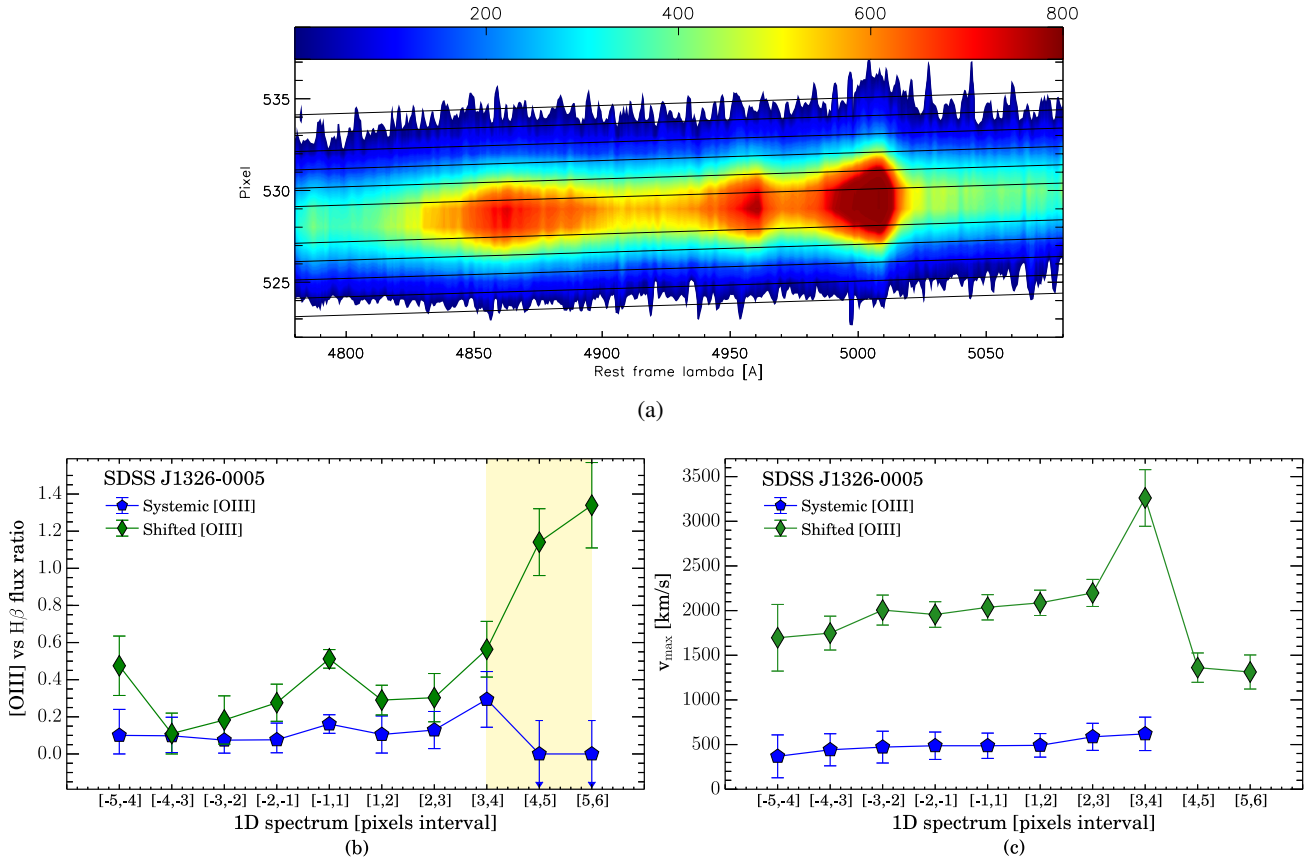 200 400 600 800
Pixel
535
530
525
4800 4850 4900 4950 5000 5050
Rest frame lambda [A]
(a)
SDSS J1326-0005
Systemic [OIII]
Shifted [OIII]
[OIII] vs Hβ flux ratio
1.4
1.2
1.0
0.8
0.6
0.4
0.2
0.0
[-5,-4] [-4,-3] [-3,-2] [-2,-1] [-1,1] [1,2] [2,3] [3,4] [4,5] [5,6]
1D spectrum [pixels interval]
(b)
SDSS J1326-0005
Systemic [OIII]
Shifted [OIII]
v_max [km/s]
3500
3000
2500
2000
1500
1000
500
0
[-5,-4] [-4,-3] [-3,-2] [-2,-1] [-1,1] [1,2] [2,3] [3,4] [4,5] [5,6]
1D spectrum [pixels interval]
(c)